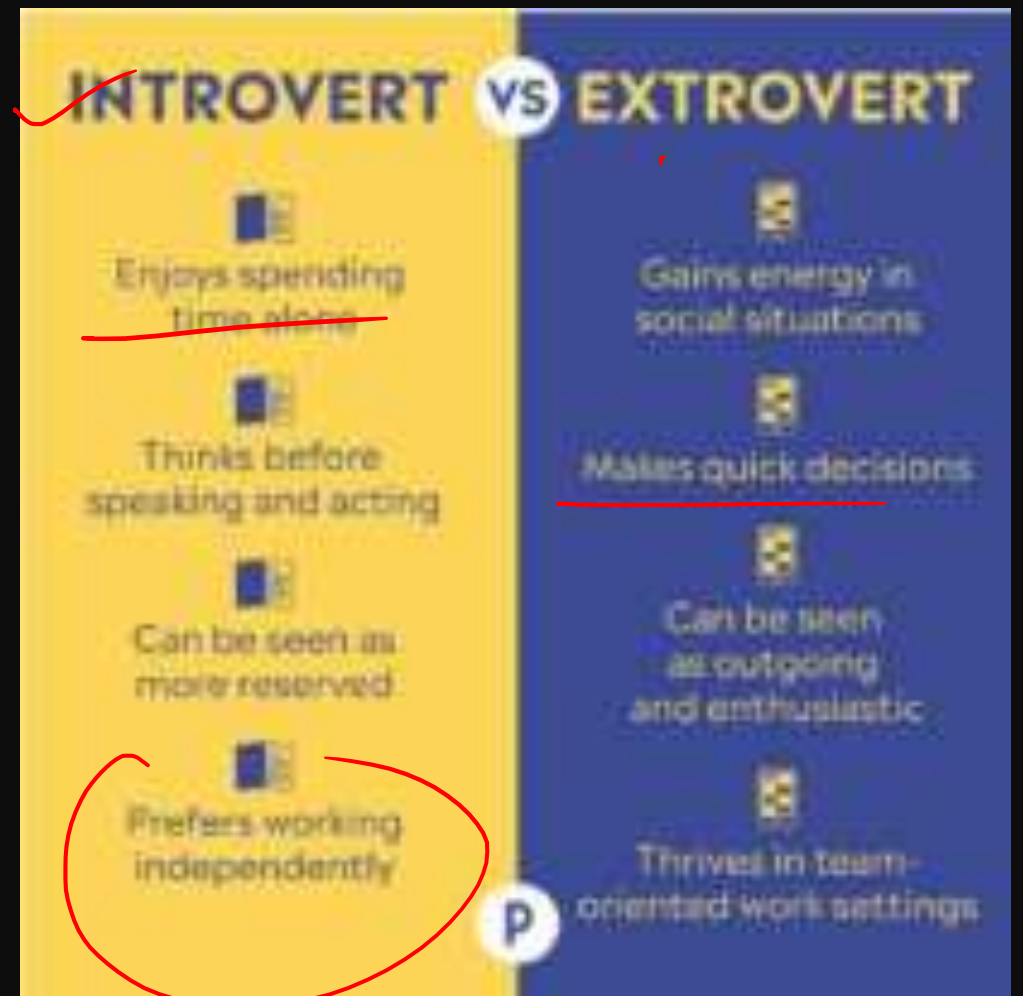 INTROVERT VS EXTROVERT
Enjoys spending
time alone
Thinks before
speaking and acting
Can be seen as
more reserved
Prefers working
independently
Gains energy in
social situations
Makes quick decisions
Can be seen
as outgoing
and enthusiastic
Thrives in team-
oriented work settings
P